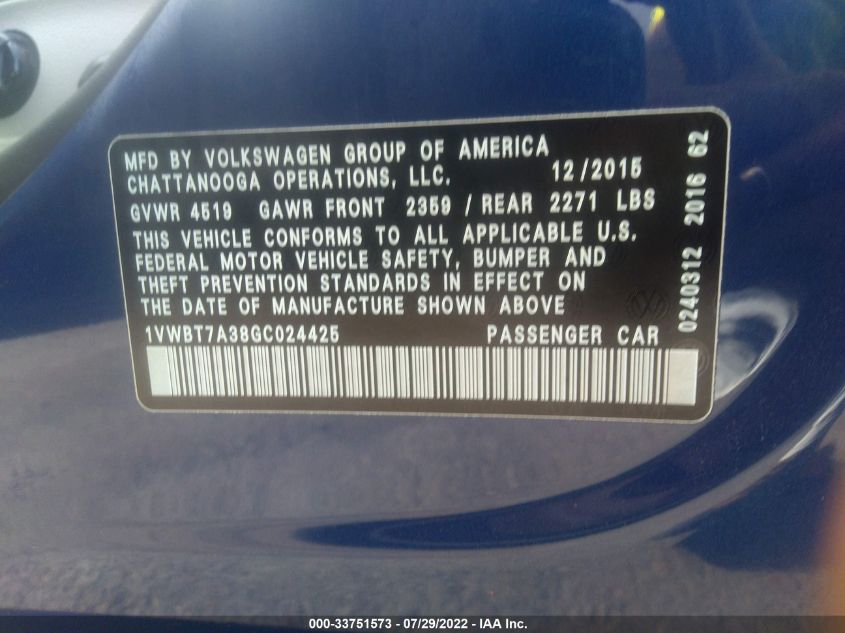 MFD BY VOLKSWAGEN GROUP OF AMERICA
CHATTANOOGA OPERATIONS, LLC. 12/2015
GVWR 4519 GAWR FRONT 2359 / REAR 2271 LBS
THIS VEHICLE CONFORMS TO ALL APPLICABLE U.S.
FEDERAL MOTOR VEHICLE SAFETY, BUMPER AND
THEFT PREVENTION STANDARDS IN EFFECT ON
THE DATE OF MANUFACTURE SHOWN ABOVE
1VWBT7A38GC024425 PASSENGER CAR
0240312 2016 62
000-33751573 - 07/29/2022 - IAA Inc.